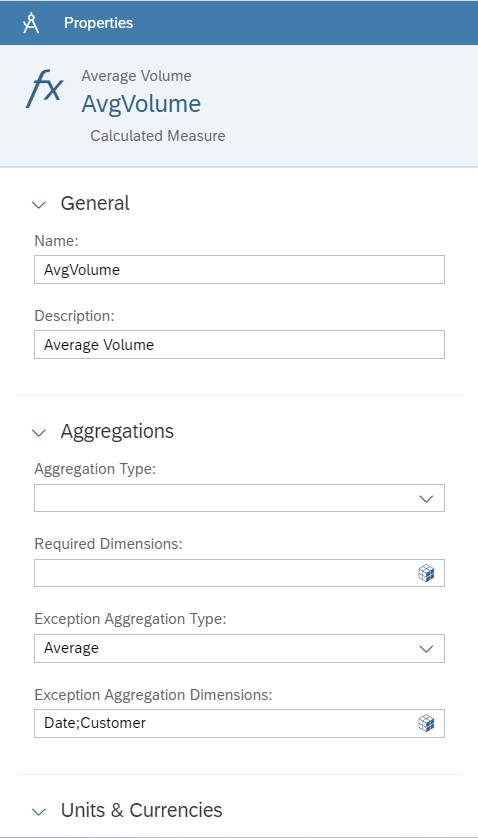 Properties
fx
Average Volume
AvgVolume
Calculated Measure
General
Name:
AvgVolume
Description:
Average Volume
Aggregations
Aggregation Type:
Required Dimensions:
Exception Aggregation Type:
Average
Exception Aggregation Dimensions:
Date;Customer
Units & Currencies